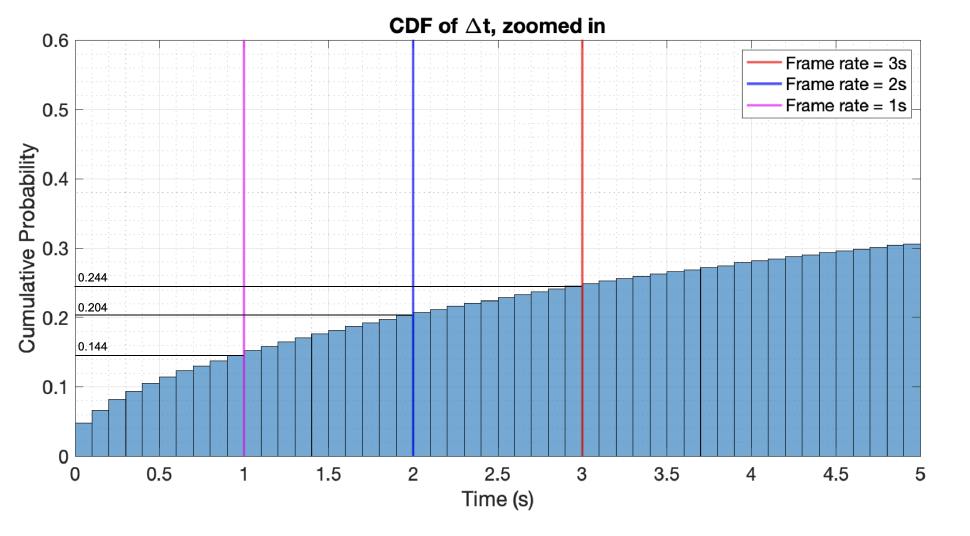 CDF of Δt, zoomed in
0.6
0.5
0.4
0.3
0.2
0.1
0
Cumulative Probability
0.244
0.204
0.144
Frame rate = 3s
Frame rate = 2s
Frame rate = 1s
0 0.5 1 1.5 2 2.5 3 3.5 4 4.5 5
Time (s)